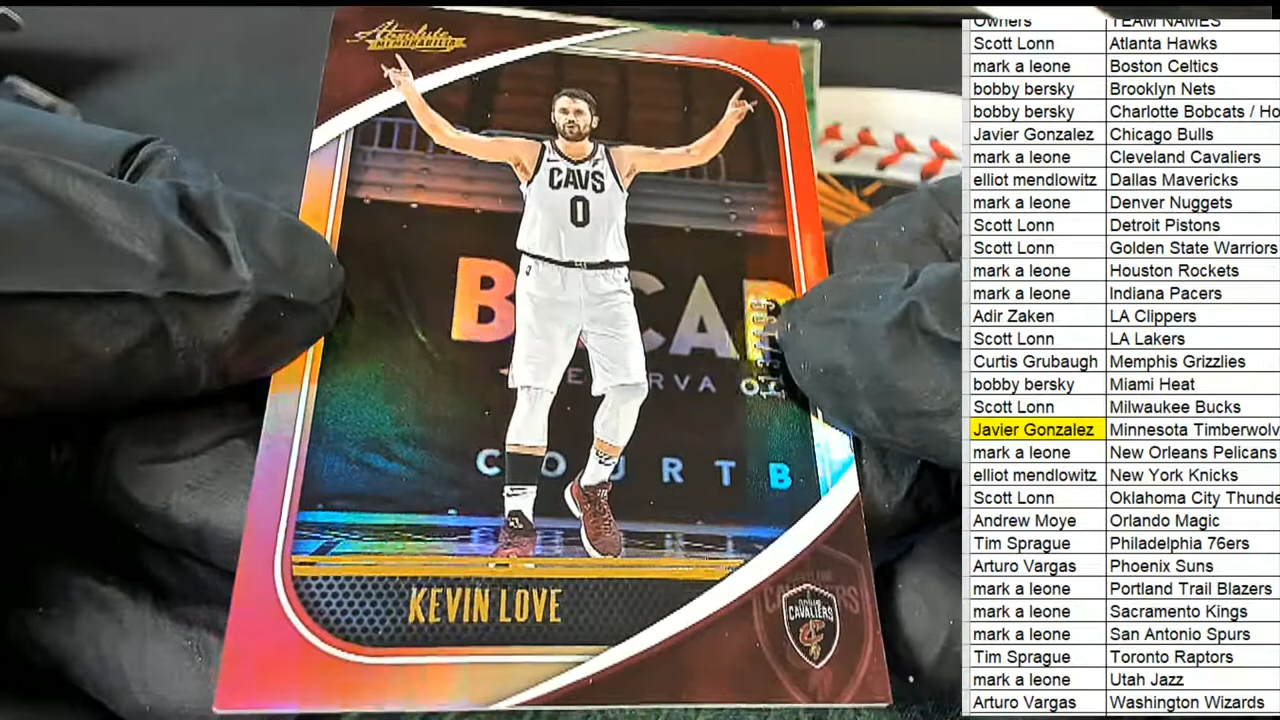 Absolute
MEMORABILIA
CAVS
0
COURT B
KEVIN LOVE
CAVALIERS
C
Owners TEAM NAMES
Scott Lonn Atlanta Hawks
mark a leone Boston Celtics
bobby bersky Brooklyn Nets
bobby bersky Charlotte Bobcats / Ho
Javier Gonzalez Chicago Bulls
mark a leone Cleveland Cavaliers
elliot mendlowitz Dallas Mavericks
mark a leone Denver Nuggets
Scott Lonn Detroit Pistons
Scott Lonn Golden State Warriors
mark a leone Houston Rockets
mark a leone Indiana Pacers
Adir Zaken LA Clippers
Scott Lonn LA Lakers
Curtis Grubaugh Memphis Grizzlies
bobby bersky Miami Heat
Scott Lonn Milwaukee Bucks
Javier Gonzalez Minnesota Timberwolv
mark a leone New Orleans Pelicans
elliot mendlowitz New York Knicks
Scott Lonn Oklahoma City Thunde
Andrew Moye Orlando Magic
Tim Sprague Philadelphia 76ers
Arturo Vargas Phoenix Suns
mark a leone Portland Trail Blazers
mark a leone Sacramento Kings
mark a leone San Antonio Spurs
Tim Sprague Toronto Raptors
mark a leone Utah Jazz
Arturo Vargas Washington Wizards